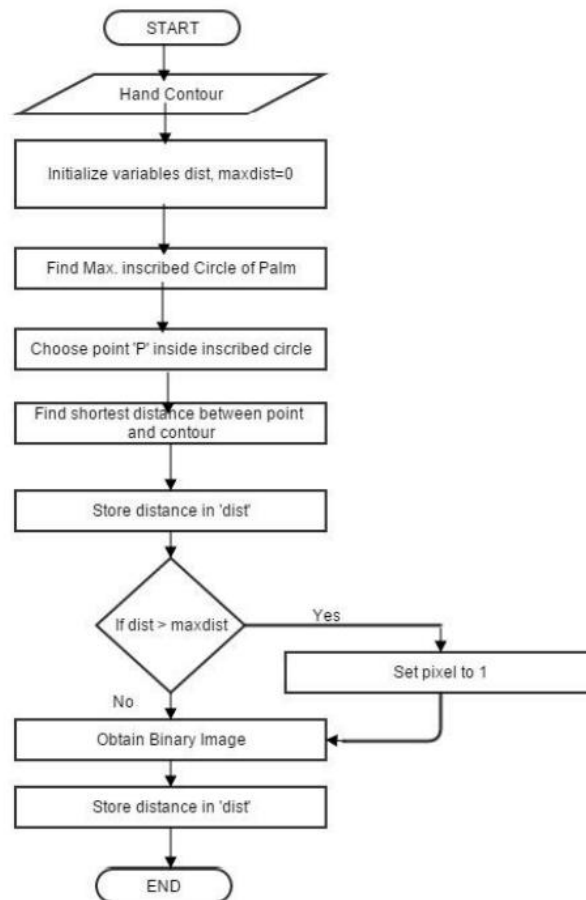 START
Hand Contour
Initialize variables dist, maxdist=0
Find Max. inscribed Circle of Palm
Choose point 'P' inside inscribed circle
Find shortest distance between point
and contour
Store distance in 'dist'
If dist > maxdist
Yes
Set pixel to 1
No
Obtain Binary Image
Store distance in 'dist'
END